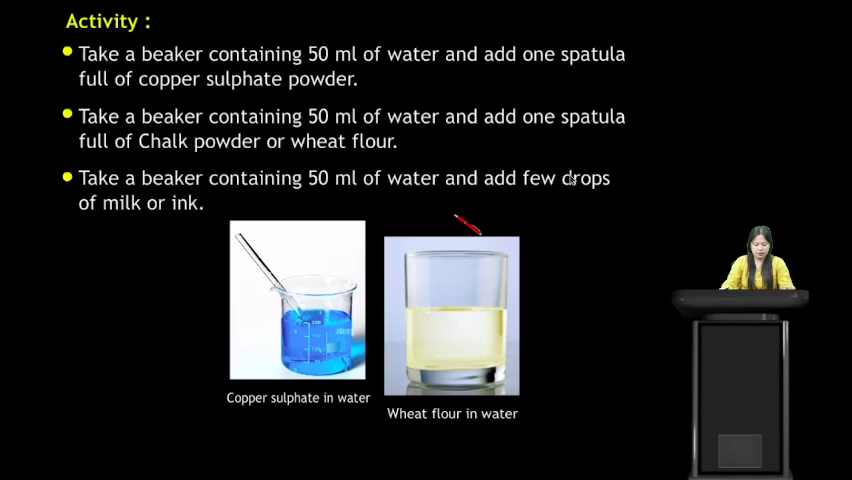 Activity :
Take a beaker containing 50 ml of water and add one spatula
full of copper sulphate powder.
Take a beaker containing 50 ml of water and add one spatula
full of Chalk powder or wheat flour.
Take a beaker containing 50 ml of water and add few drops
of milk or ink.
Copper sulphate in water
Wheat flour in water